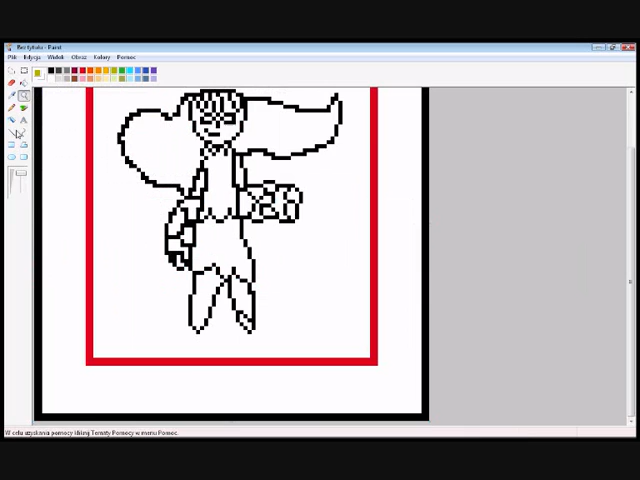 Bez tytułu - Paint
Plik Edycja Widok Obraz Kolory Pomoc
W celu uzyskania pomocy kliknij Tematy Pomocy w menu Pomoc.